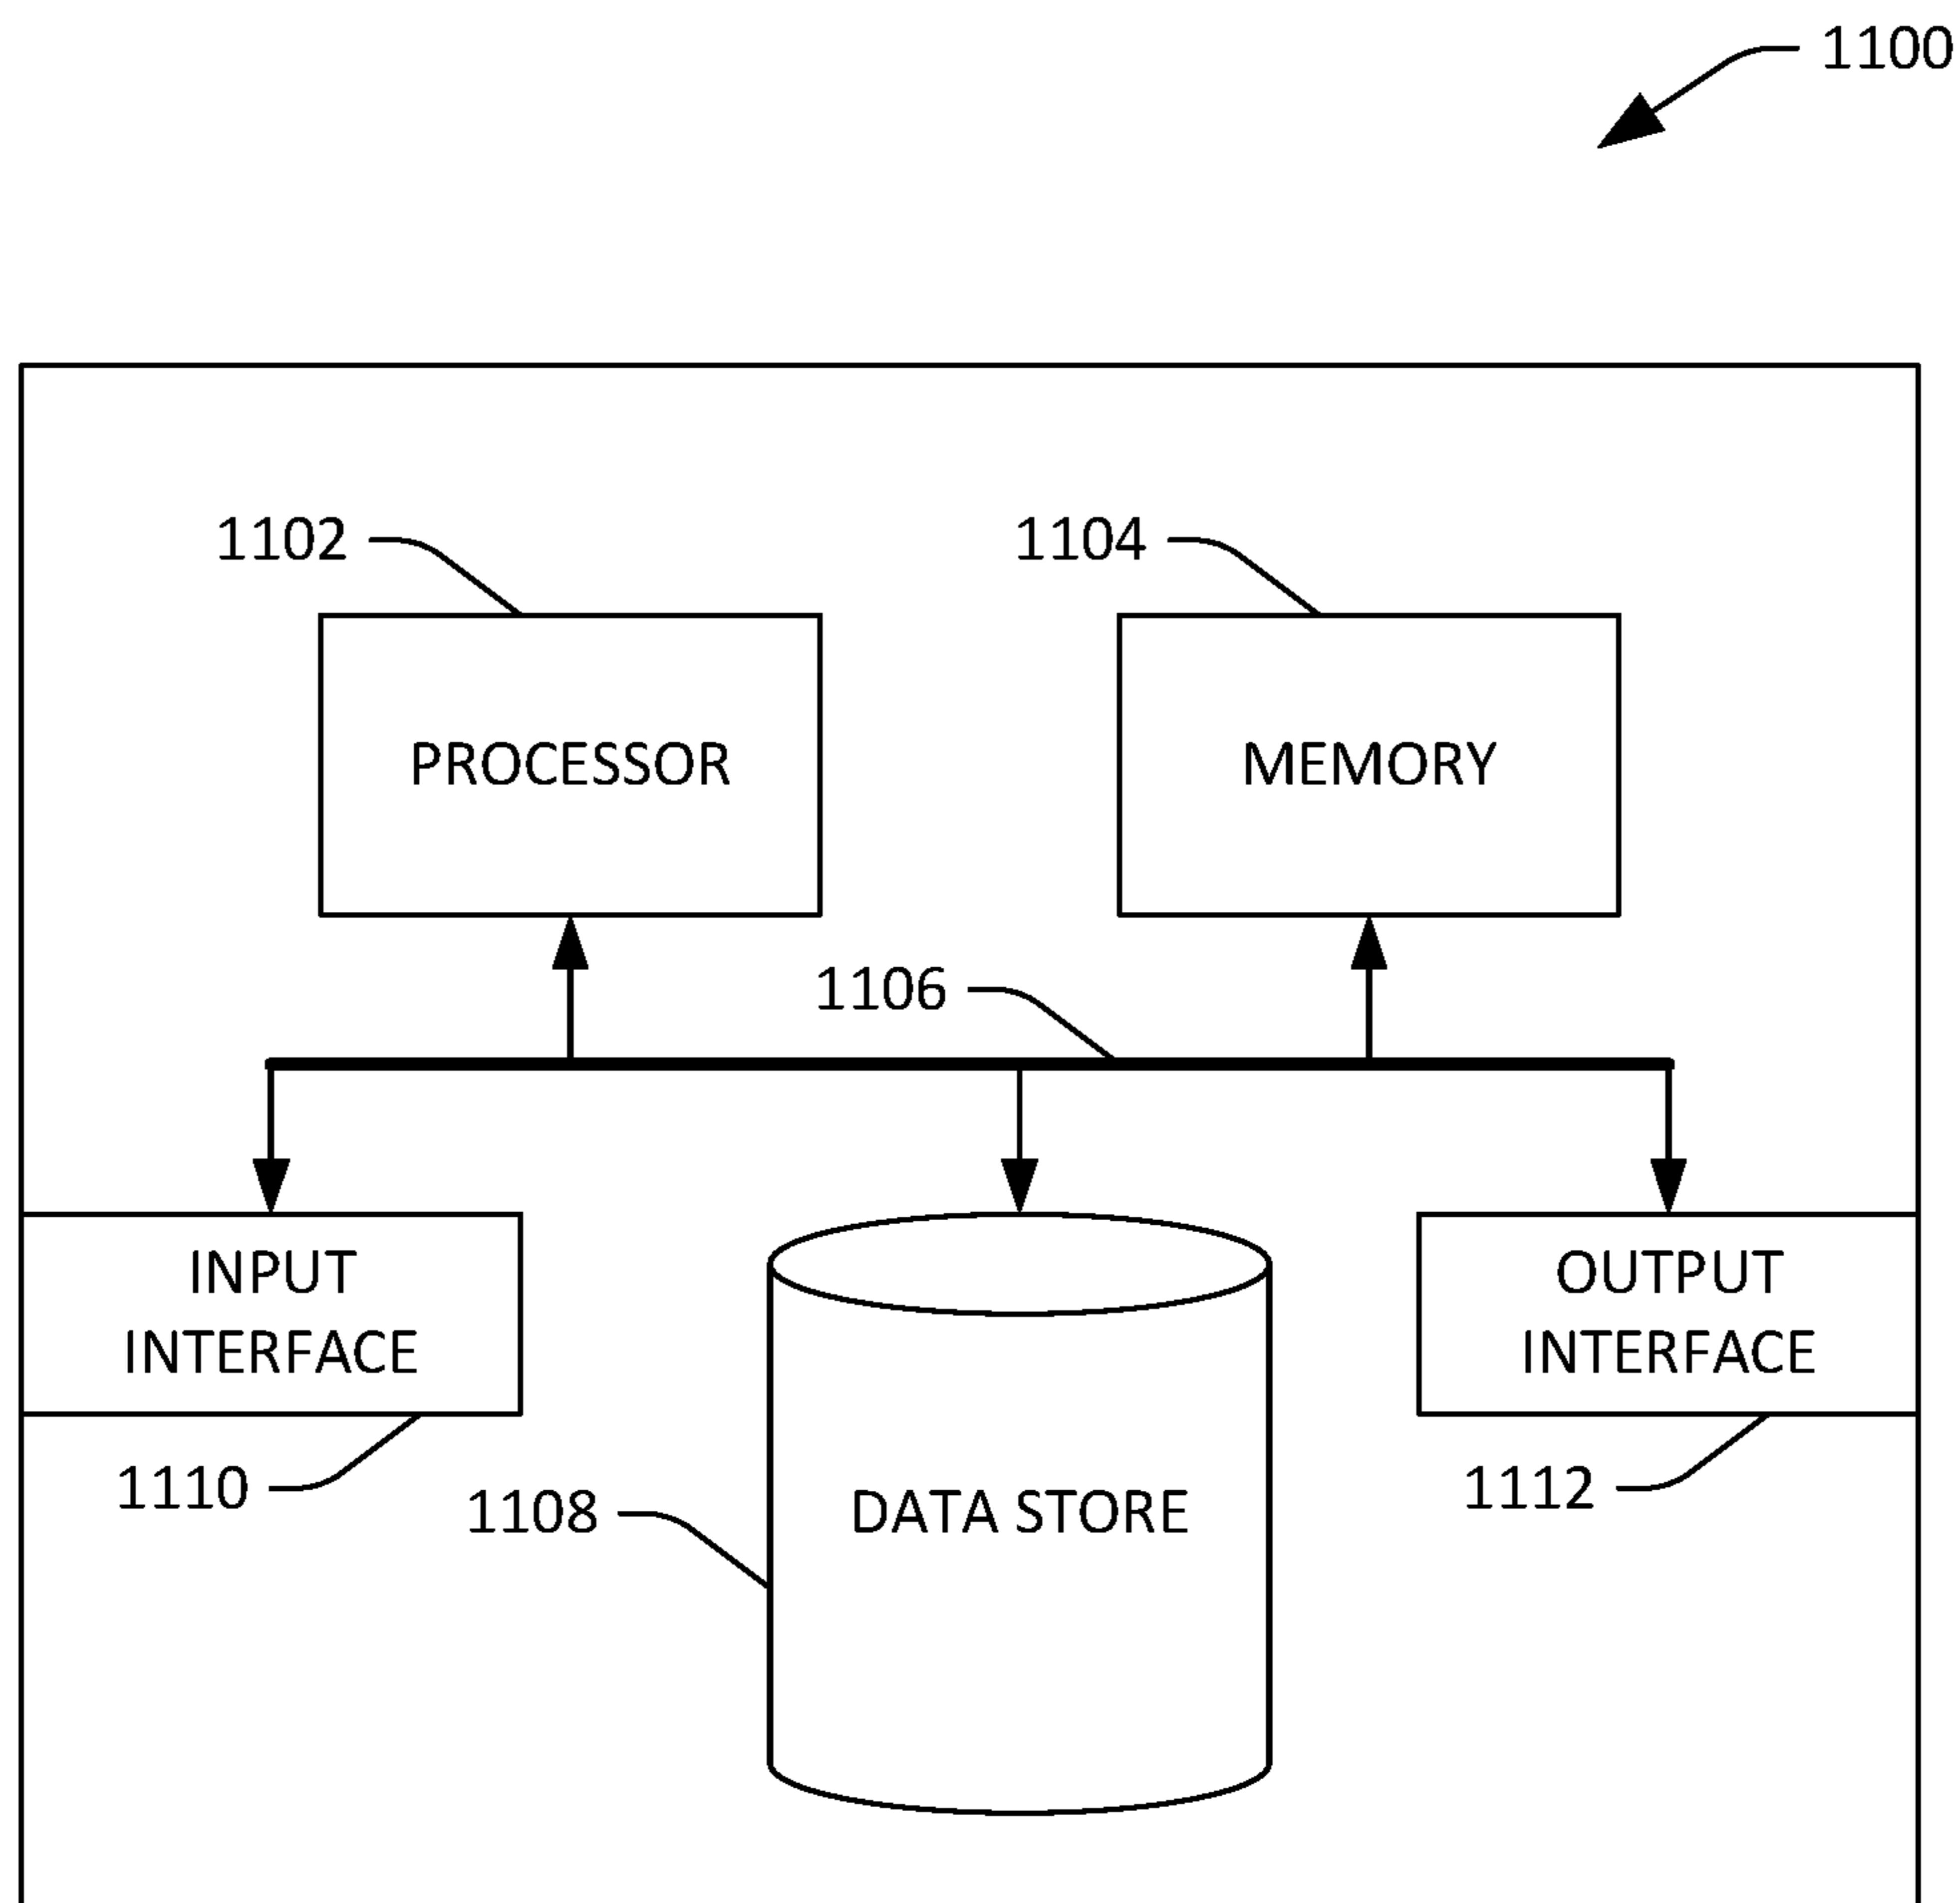 1100
1102
1104
PROCESSOR
MEMORY
1106
INPUT
INTERFACE
OUTPUT
INTERFACE
1110
1108
DATA STORE
1112